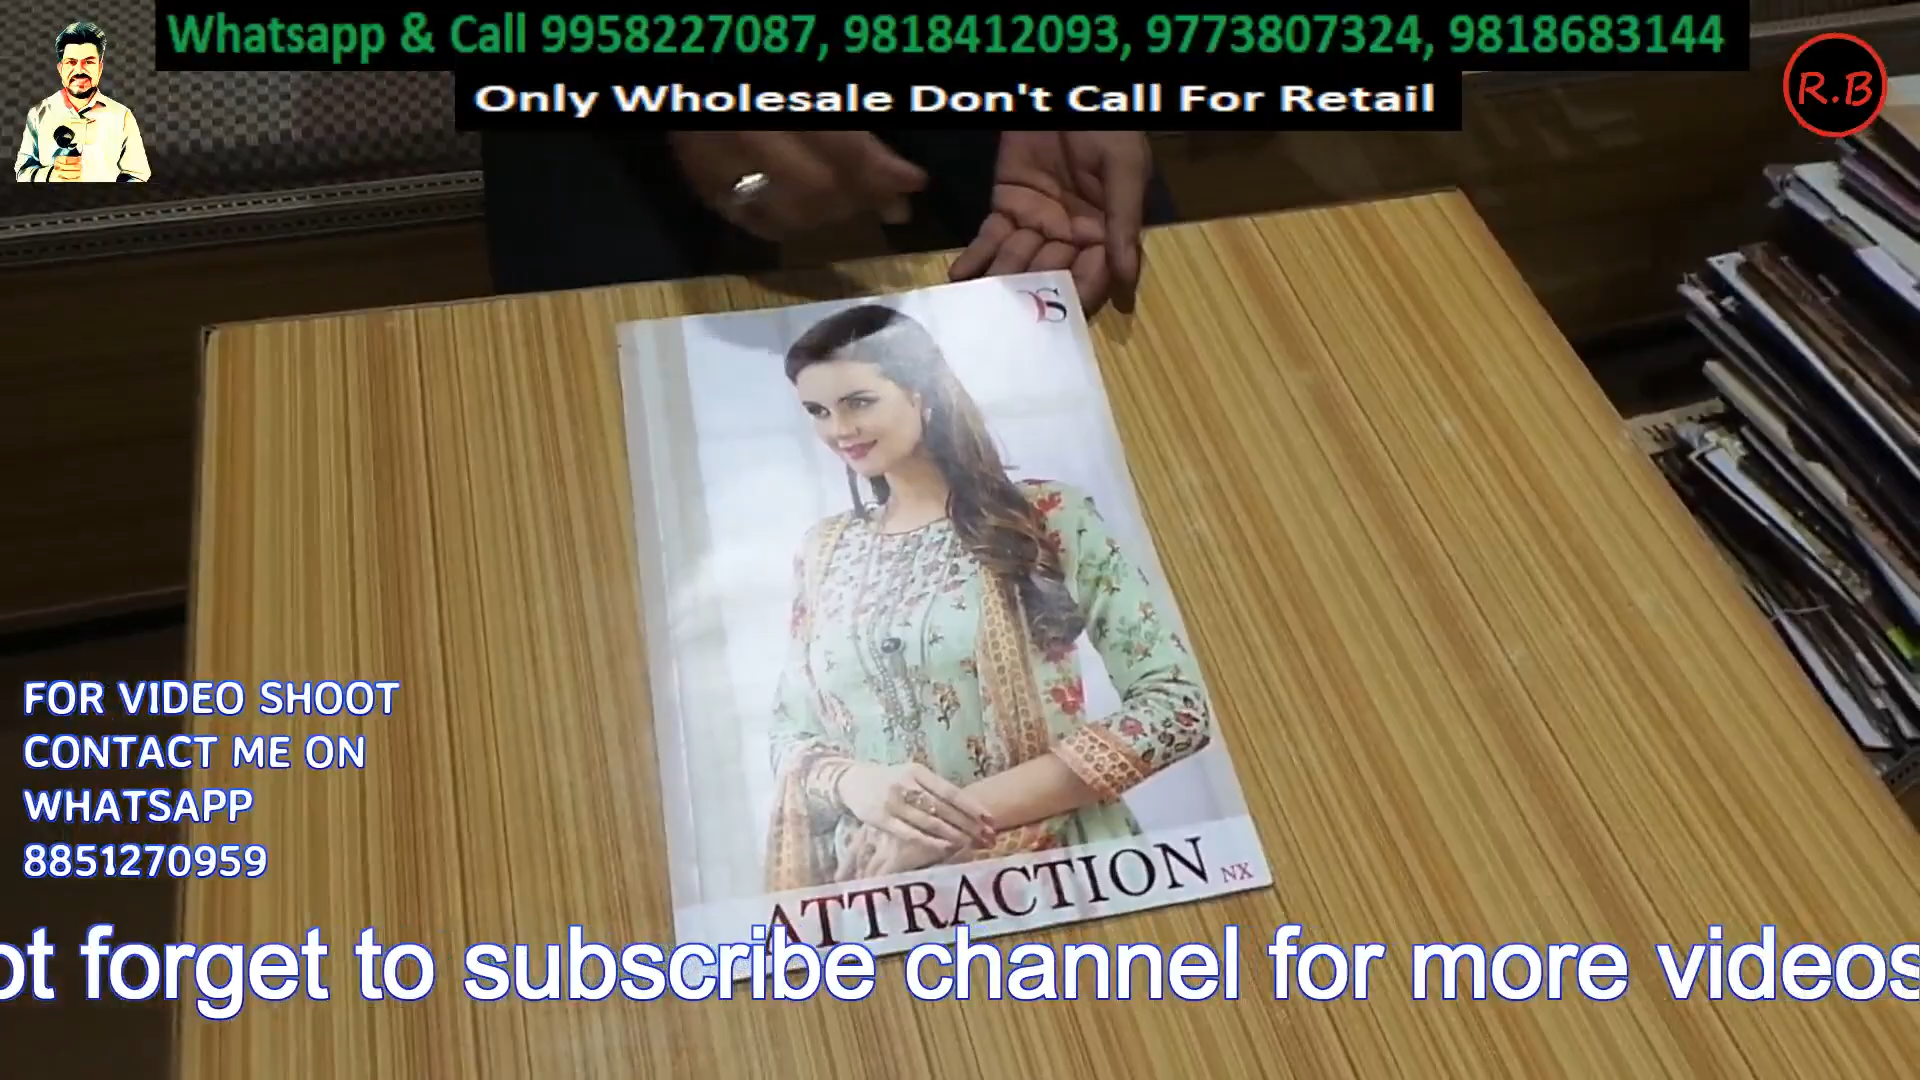 Whatsapp & Call 9958227087, 9818412093, 9773807324, 9818683144
Only Wholesale Don't Call For Retail
R.B
DS
FOR VIDEO SHOOT
CONTACT ME ON
WHATSAPP
8851270959
ATTRACTION NX
ot forget to subscribe channel for more videos